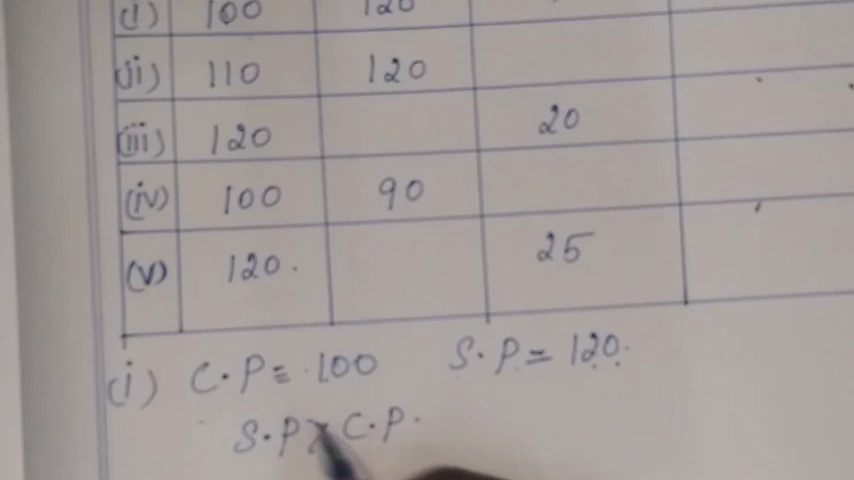 (i) 100 120
(ii) 110 120
(iii) 120 20
(iv) 100 90
(v) 120. 25
(i) C.P = 100 S.P = 120.
S.P > C.P.